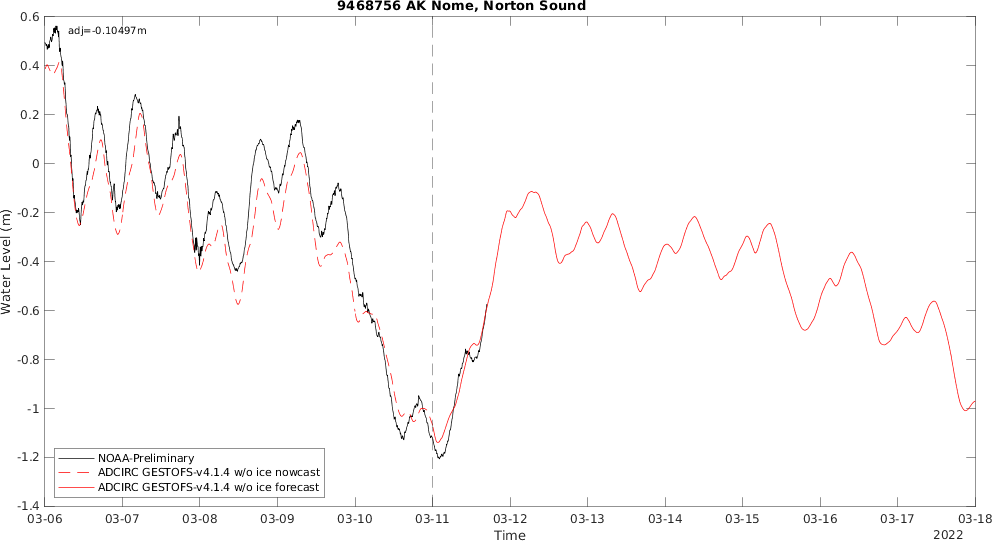 9468756 AK Nome, Norton Sound
adj=-0.10497m
0.6
0.4
0.2
0
-0.2
-0.4
-0.6
-0.8
-1
-1.2
-1.4
Water Level (m)
NOAA-Preliminary
ADCIRC GESTOFS-v4.1.4 w/o ice nowcast
ADCIRC GESTOFS-v4.1.4 w/o ice forecast
03-06 03-07 03-08 03-09 03-10 03-11 03-12 03-13 03-14 03-15 03-16 03-17 03-18
Time
2022